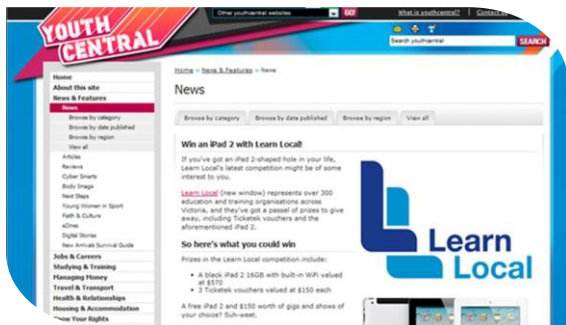 YOUTH
CENTRAL
Other youthcentral websites
GO!
What is youthcentral?
Search youthcentral
SEARCH
Home
About this site
News & Features
News
Browse by category
Browse by date published
Browse by region
View all
Articles
Reviews
Cyber Smarts
Body Image
Next Steps
Young Women in Sport
Faith & Culture
eZines
Digital Stories
New Arrivals Survival Guide
Jobs & Careers
Studying & Training
Managing Money
Travel & Transport
Health & Relationships
Housing & Accommodation
Know Your Rights
Home » News & Features » News
News
Browse by category
Browse by date published
Browse by region
View all
Win an iPad 2 with Learn Local!
If you've got an iPad 2-shaped hole in your life,
Learn Local's latest competition might be of some
interest to you.
Learn Local (new window) represents over 300
education and training organisations across
Victoria, and they've got a passel of prizes to give
away, including Ticketek vouchers and the
aforementioned iPad 2.
So here's what you could win
Prizes in the Learn Local competition include:
• A black iPad 2 16GB with built-in WiFi valued
at $570
• 3 Ticketek vouchers valued at $150 each
A free iPad 2 and $150 worth of gigs and shows of
your choice? Suh-weet.
Learn
Local